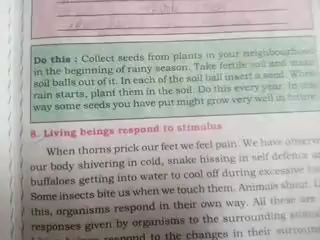 Do this : Collect seeds from plants in your neighbourhood
in the beginning of rainy season. Take fertile soil and make
soil balls out of it. In each of the soil ball insert a seed. When
rain starts, plant them in the soil. Do this every year. In
way some seeds you have put might grow very well in future
8. Living beings respond to stimulus
When thorns prick our feet we feel pain. We have observe
our body shivering in cold, snake hissing in self defence a
buffaloes getting into water to cool off during excessive
Some insects bite us when we touch them. Animals shout. L
this, organisms respond in their own way. All these are
responses given by organisms to the surrounding
respond to the changes in their